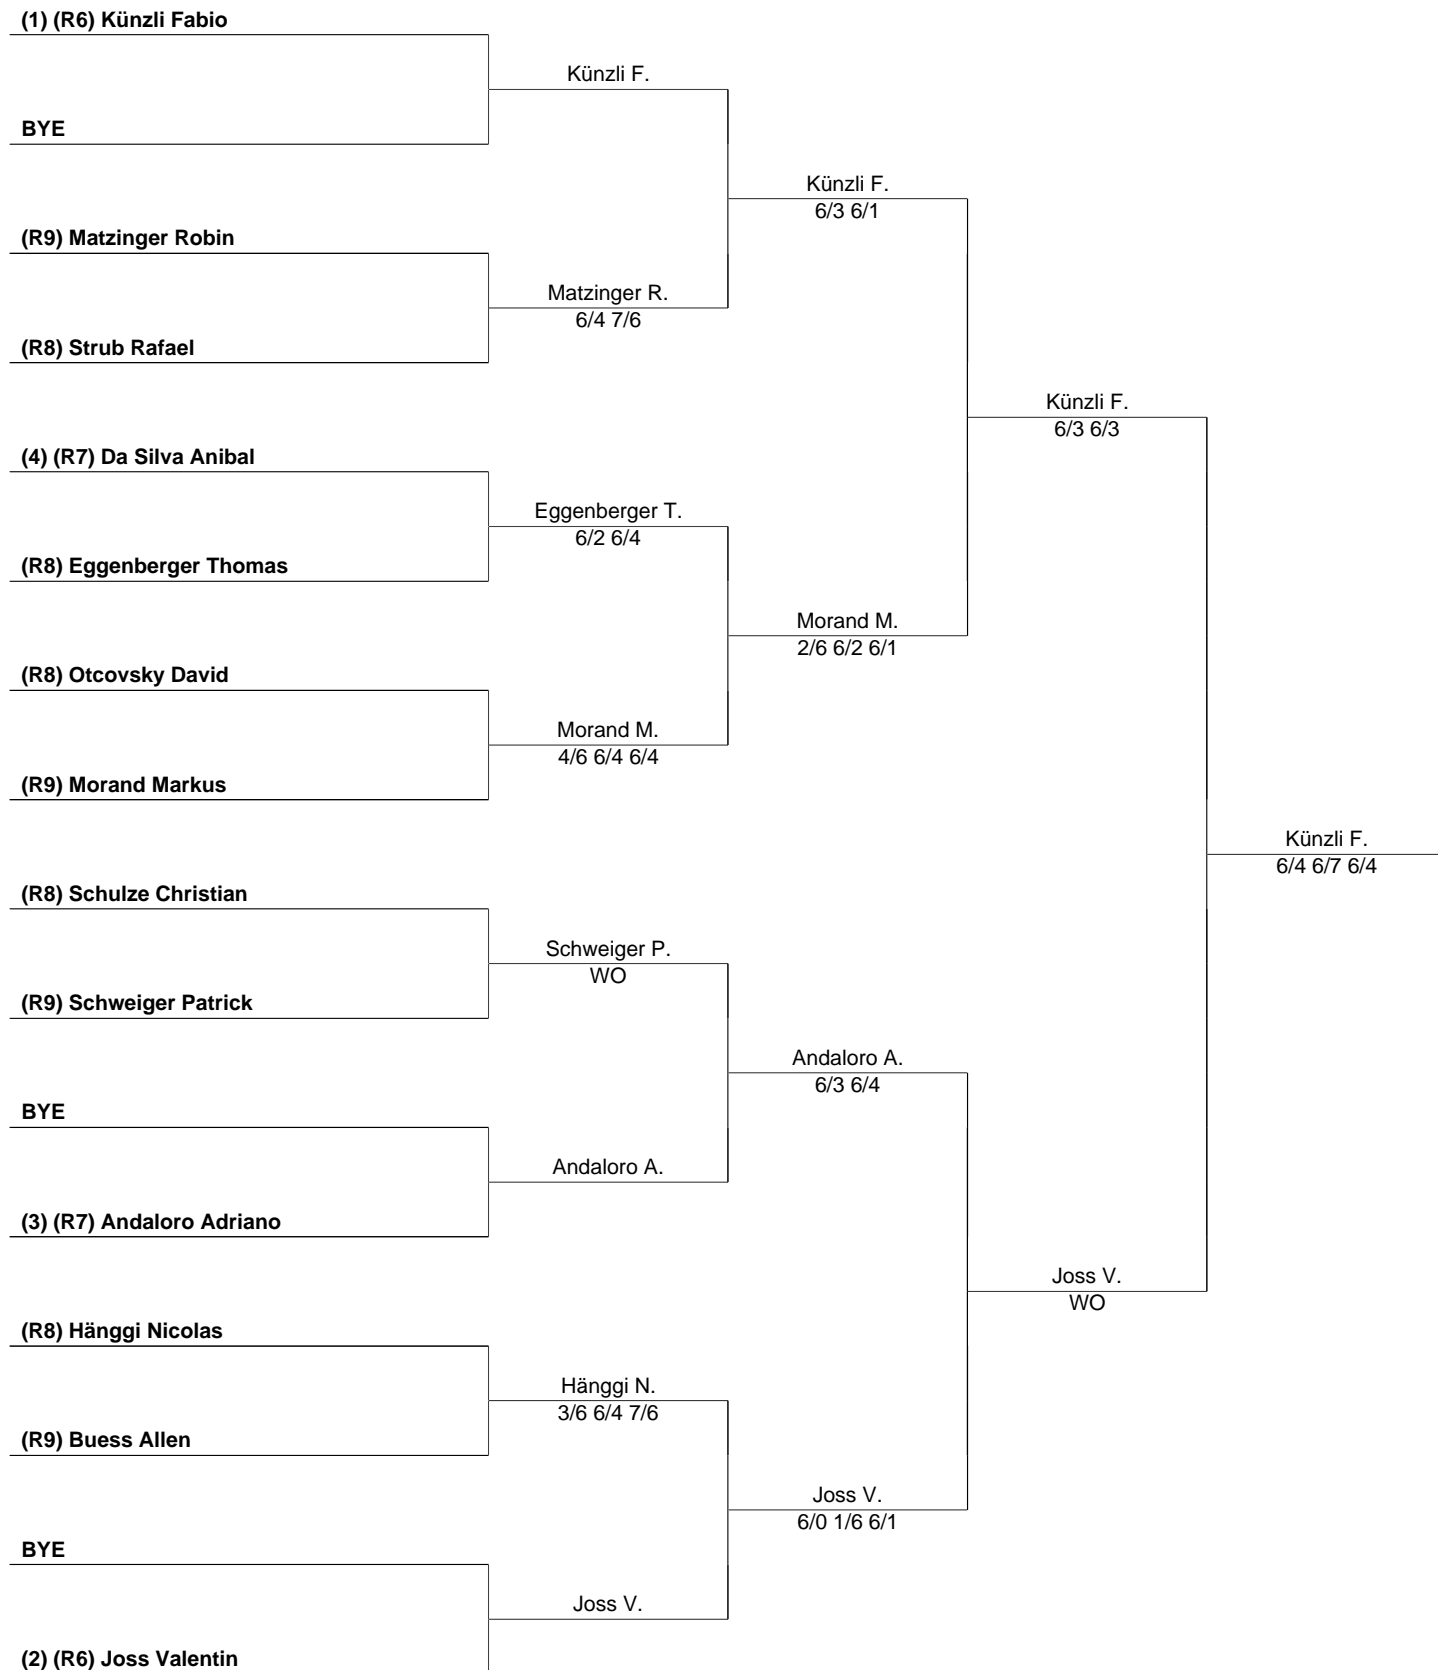 (1) (R6) Künzli Fabio
Künzli F.
BYE
Künzli F.
6/3 6/1
(R9) Matzinger Robin
Matzinger R.
6/4 7/6
(R8) Strub Rafael
Künzli F.
6/3 6/3
(4) (R7) Da Silva Anibal
Eggenberger T.
6/2 6/4
(R8) Eggenberger Thomas
Morand M.
2/6 6/2 6/1
(R8) Otcovsky David
Morand M.
4/6 6/4 6/4
(R9) Morand Markus
Künzli F.
6/4 6/7 6/4
(R8) Schulze Christian
Schweiger P.
WO
(R9) Schweiger Patrick
Andaloro A.
6/3 6/4
BYE
Andaloro A.
(3) (R7) Andaloro Adriano
Joss V.
WO
(R8) Hänggi Nicolas
Hänggi N.
3/6 6/4 7/6
(R9) Buess Allen
Joss V.
6/0 1/6 6/1
BYE
Joss V.
(2) (R6) Joss Valentin